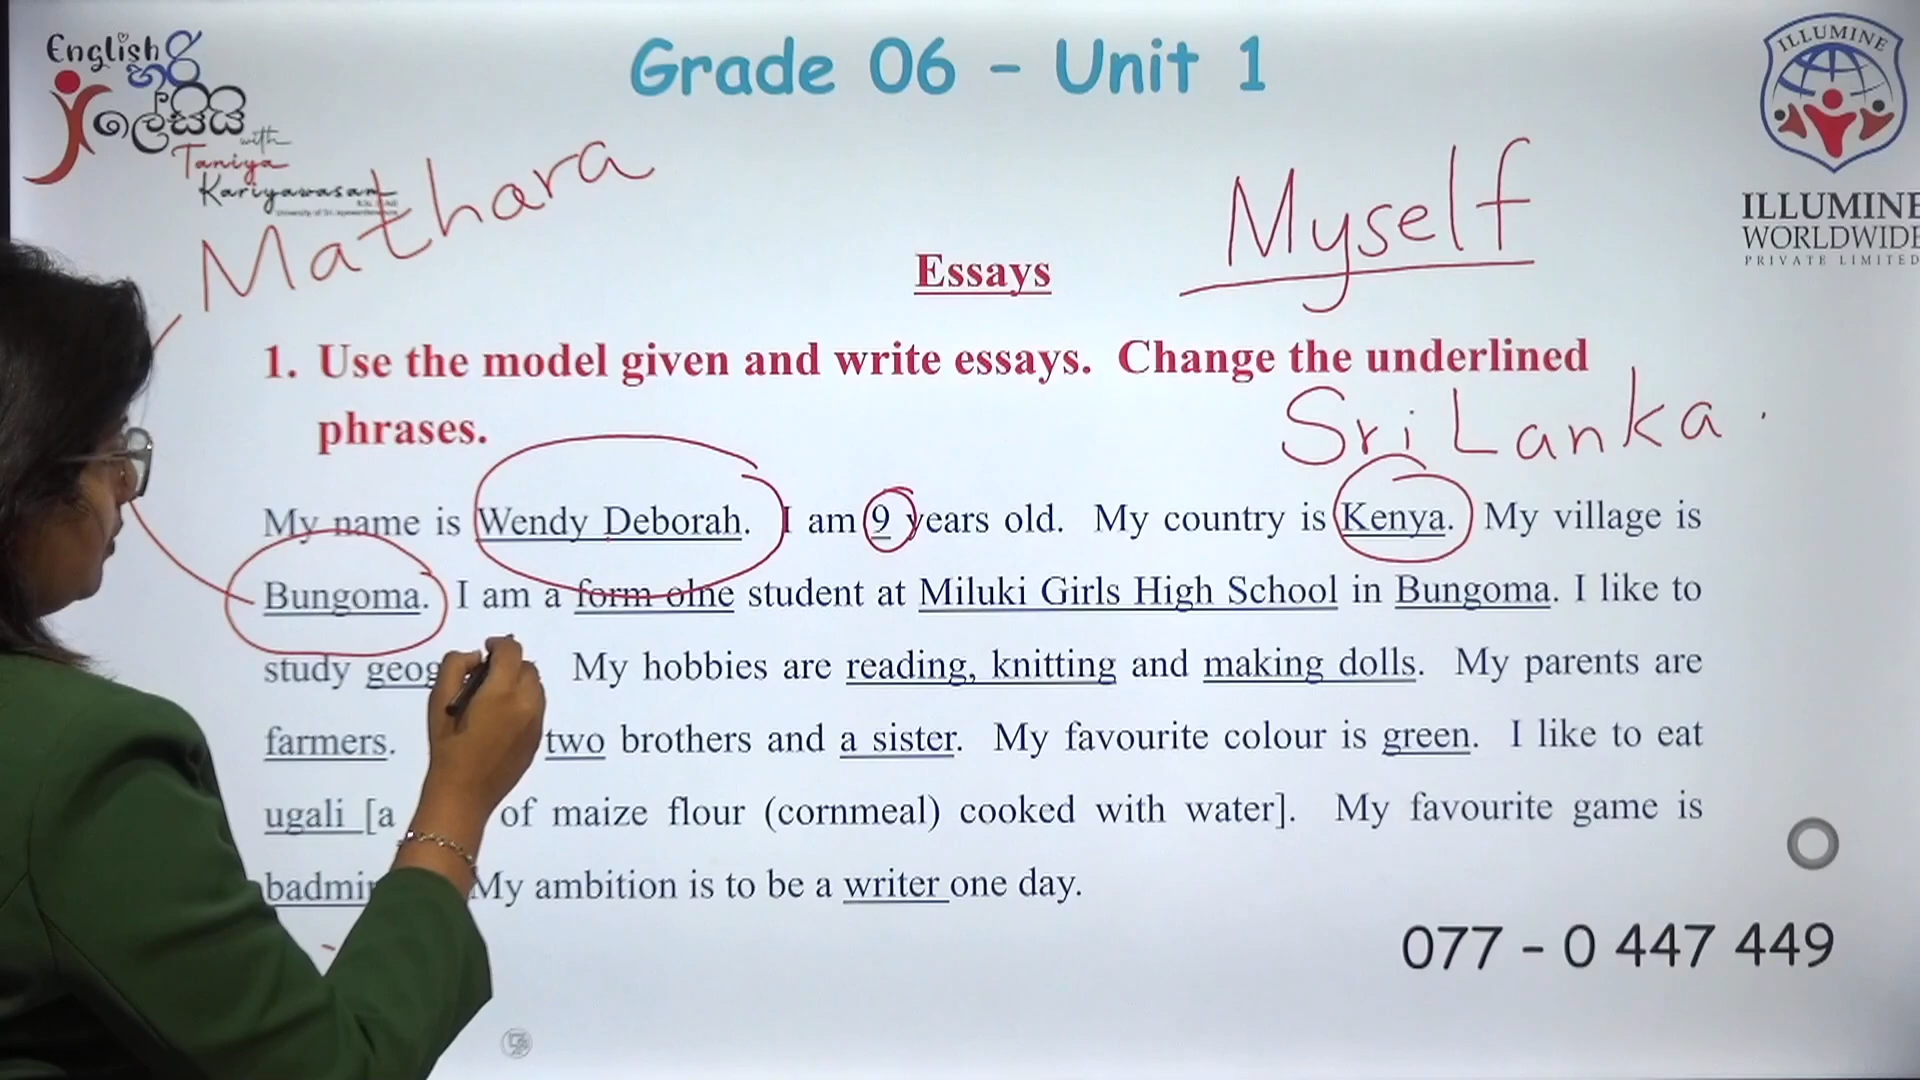 English හරි
ලේසියි
with
Taniya
Kariyawasam
Grade 06 - Unit 1
ILLUMINE
ILLUMINE
WORLDWIDE
PRIVATE LIMITED
Mathara
Myself
Essays
1. Use the model given and write essays. Change the underlined
phrases.
Sri Lanka
My name is Wendy Deborah. I am 9 years old. My country is Kenya. My village is
Bungoma. I am a form olne student at Miluki Girls High School in Bungoma. I like to
study geog My hobbies are reading, knitting and making dolls. My parents are
farmers. two brothers and a sister. My favourite colour is green. I like to eat
ugali [a of maize flour (cornmeal) cooked with water]. My favourite game is
badmin My ambition is to be a writer one day.
077 - 0 447 449